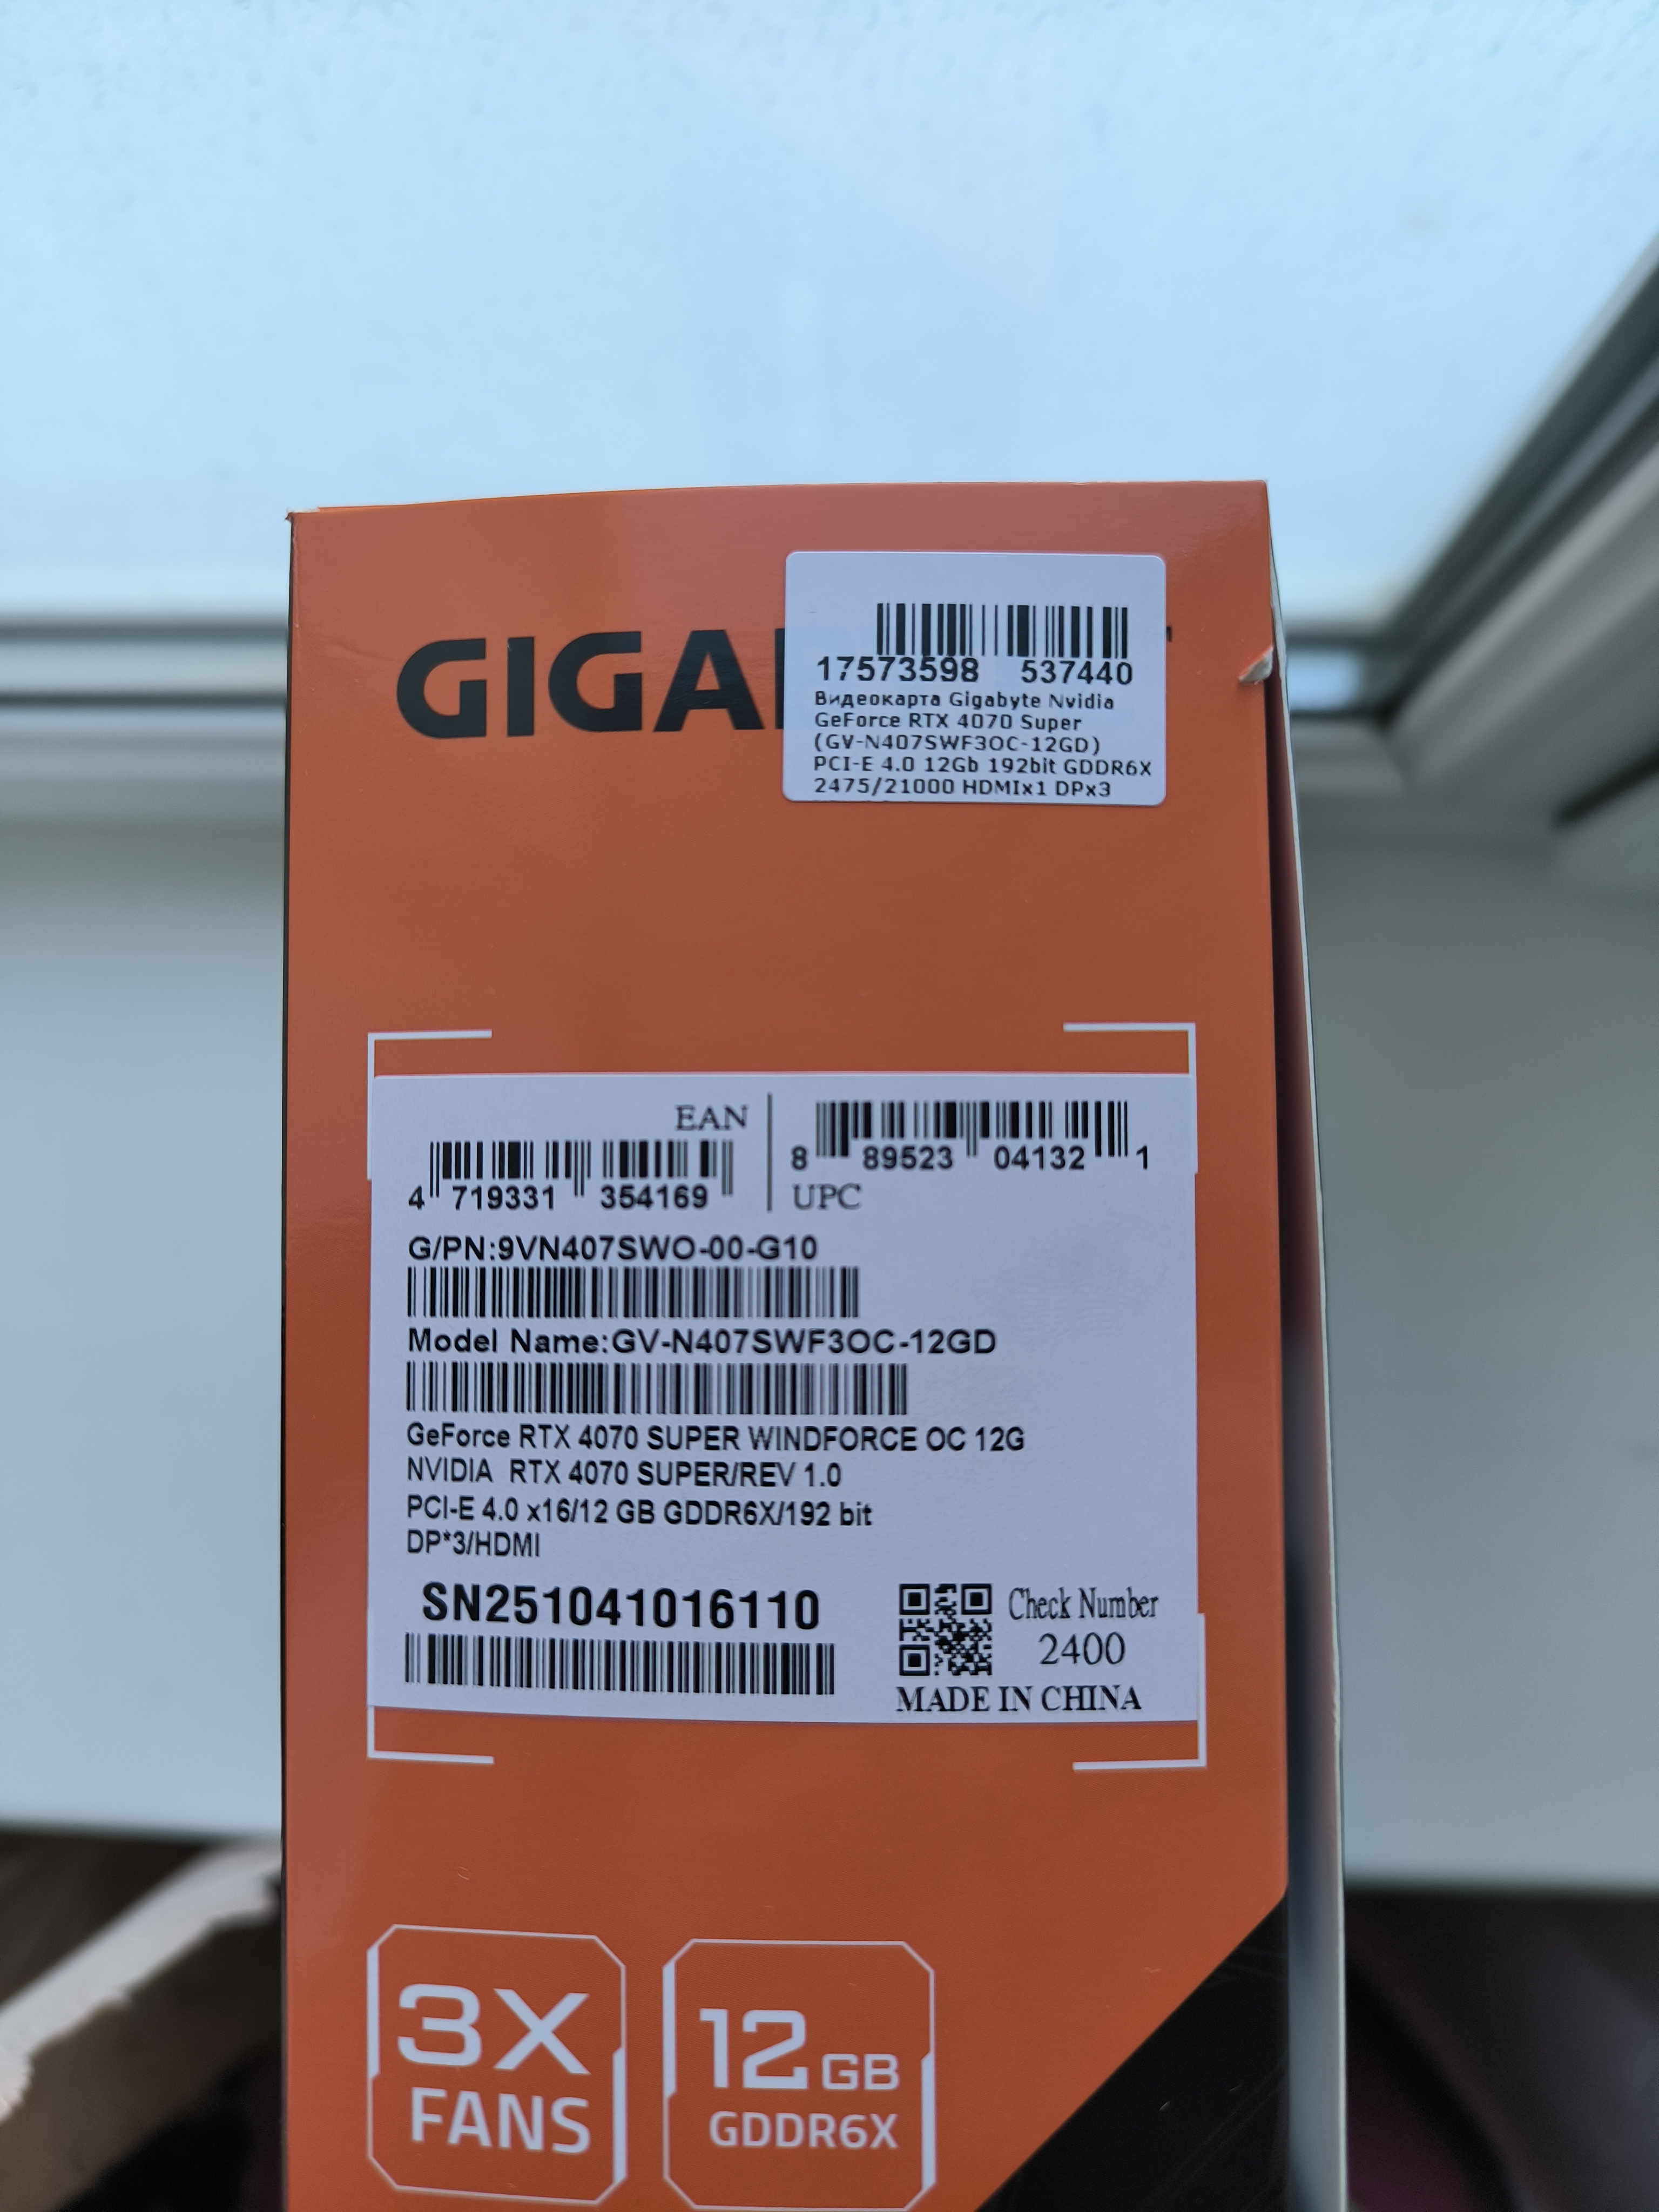 GIGA
17573598 537440
Видеокарта Gigabyte Nvidia
GeForce RTX 4070 Super
(GV-N407SWF3OC-12GD)
PCI-E 4.0 12Gb 192bit GDDR6X
2475/21000 HDMIx1 DPx3
EAN
4 719331 354169
8 89523 04132 1
UPC
G/PN:9VN407SWO-00-G10
Model Name:GV-N407SWF3OC-12GD
GeForce RTX 4070 SUPER WINDFORCE OC 12G
NVIDIA RTX 4070 SUPER/REV 1.0
PCI-E 4.0 x16/12 GB GDDR6X/192 bit
DP*3/HDMI
SN251041016110
Check Number
2400
MADE IN CHINA
3X
FANS
12GB
GDDR6X